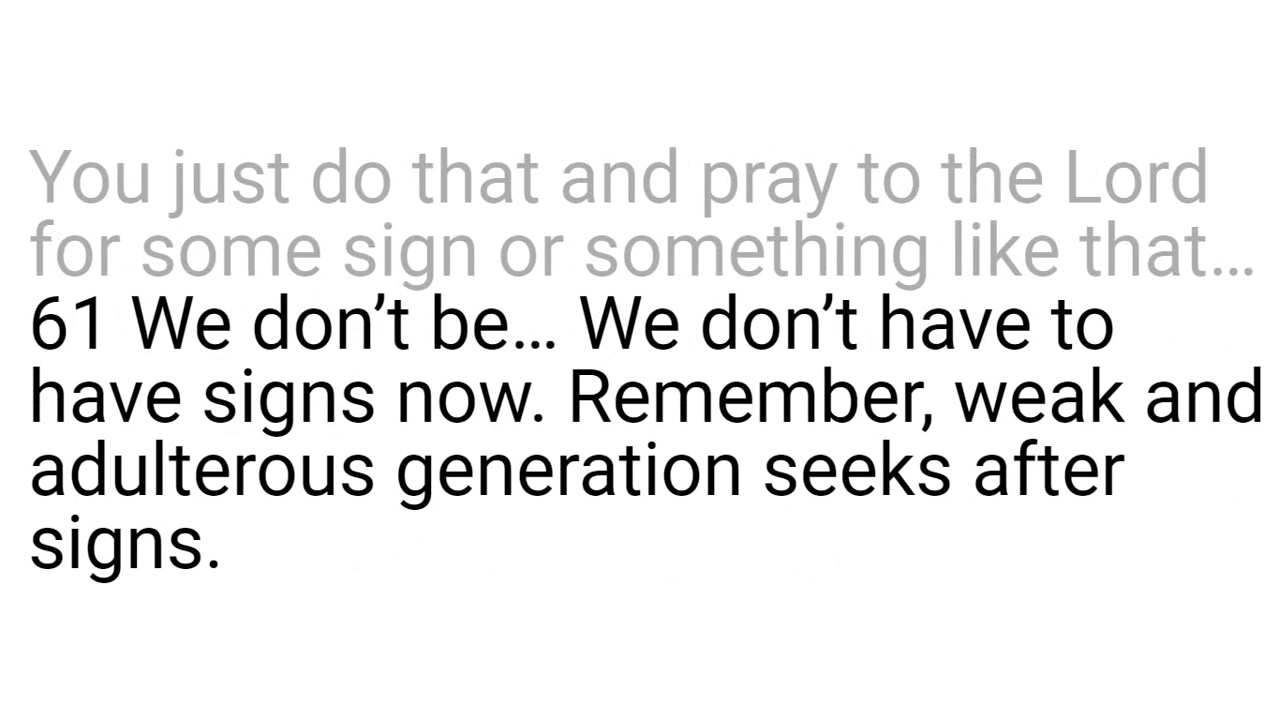 You just do that and pray to the Lord
for some sign or something like that…
61 We don’t be… We don’t have to
have signs now. Remember, weak and
adulterous generation seeks after
signs.